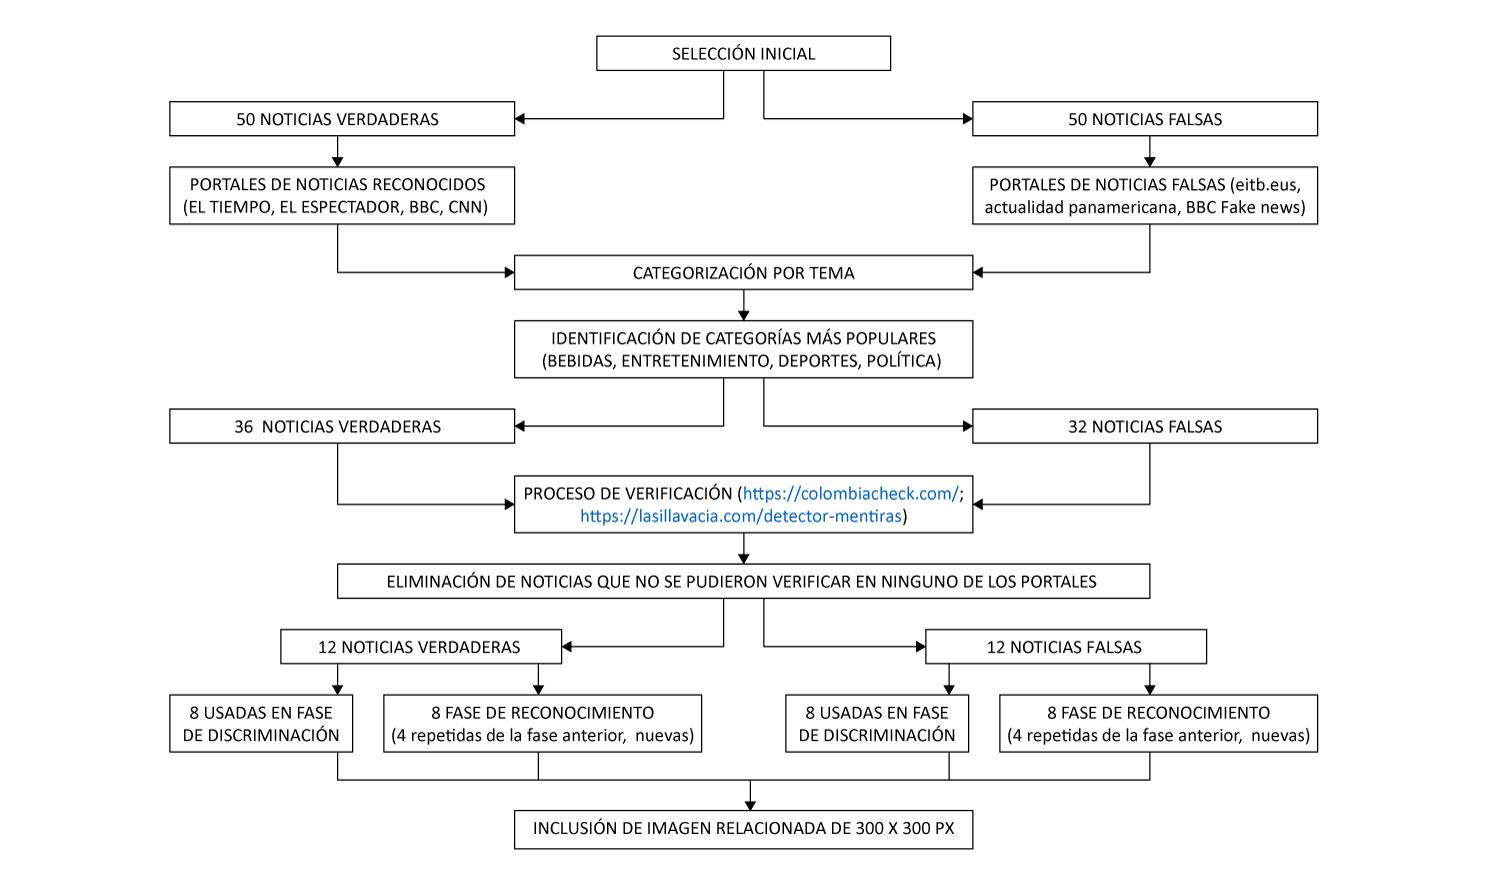 SELECCIÓN INICIAL
50 NOTICIAS VERDADERAS
50 NOTICIAS FALSAS
PORTALES DE NOTICIAS RECONOCIDOS
(EL TIEMPO, EL ESPECTADOR, BBC, CNN)
PORTALES DE NOTICIAS FALSAS (eitb.eus,
actualidad panamericana, BBC Fake news)
CATEGORIZACIÓN POR TEMA
IDENTIFICACIÓN DE CATEGORÍAS MÁS POPULARES
(BEBIDAS, ENTRETENIMIENTO, DEPORTES, POLÍTICA)
36 NOTICIAS VERDADERAS
32 NOTICIAS FALSAS
PROCESO DE VERIFICACIÓN (https://colombiacheck.com/;
https://lasillavacia.com/detector-mentiras)
ELIMINACIÓN DE NOTICIAS QUE NO SE PUDIERON VERIFICAR EN NINGUNO DE LOS PORTALES
12 NOTICIAS VERDADERAS
12 NOTICIAS FALSAS
8 USADAS EN FASE
DE DISCRIMINACIÓN
8 FASE DE RECONOCIMIENTO
(4 repetidas de la fase anterior, nuevas)
8 USADAS EN FASE
DE DISCRIMINACIÓN
8 FASE DE RECONOCIMIENTO
(4 repetidas de la fase anterior, nuevas)
INCLUSIÓN DE IMAGEN RELACIONADA DE 300 X 300 PX